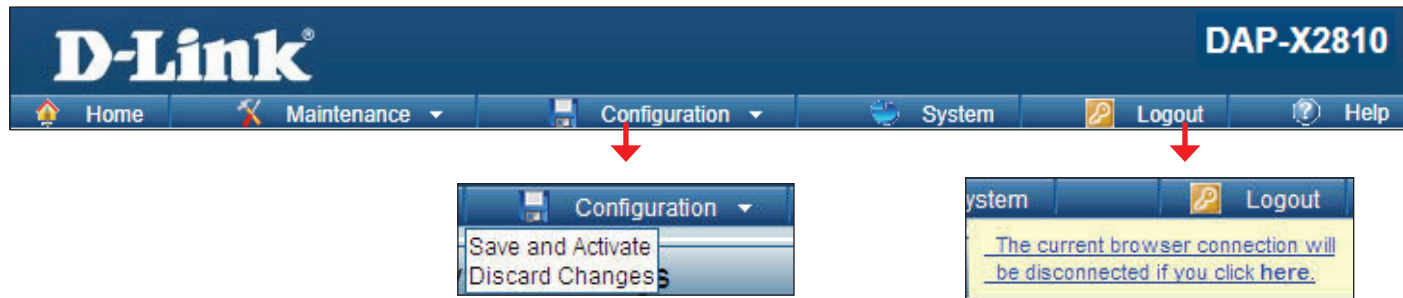 D-Link®
DAP-X2810
Home Maintenance Configuration System Logout Help
Configuration
Save and Activate
Discard Changes
ystem Logout
The current browser connection will
be disconnected if you click here.